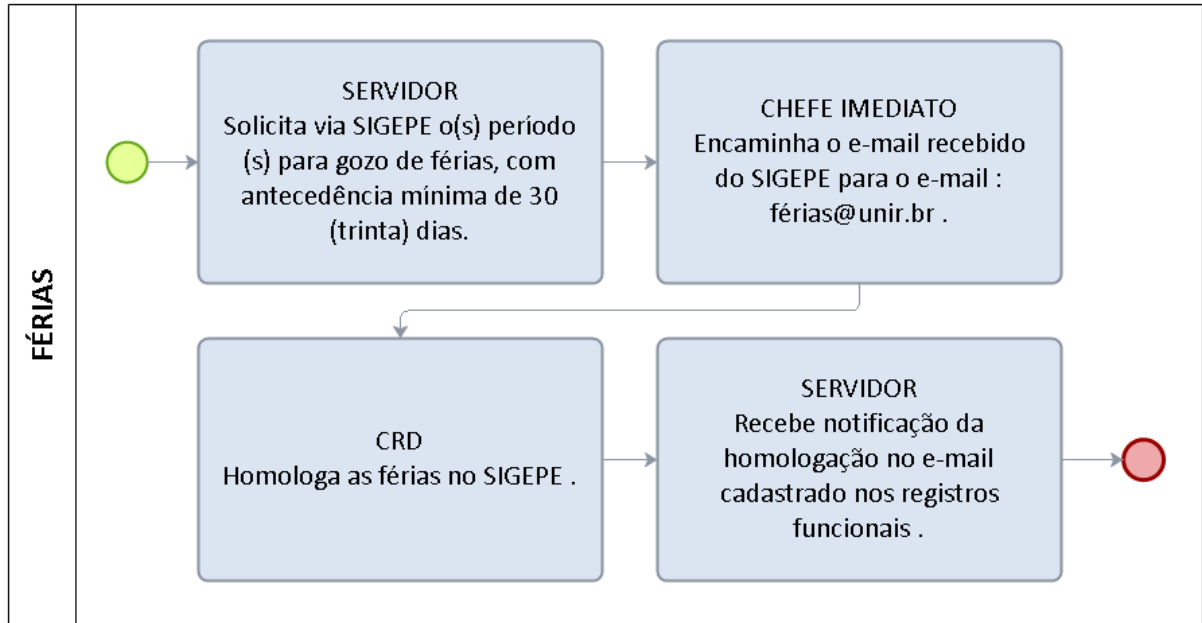 FÉRIAS
SERVIDOR
Solicita via SIGEPE o(s) período
(s) para gozo de férias, com
antecedência mínima de 30
(trinta) dias.
CHEFE IMEDIATO
Encaminha o e-mail recebido
do SIGEPE para o e-mail :
férias@unir.br .
CRD
Homologa as férias no SIGEPE .
SERVIDOR
Recebe notificação da
homologação no e-mail
cadastrado nos registros
funcionais .